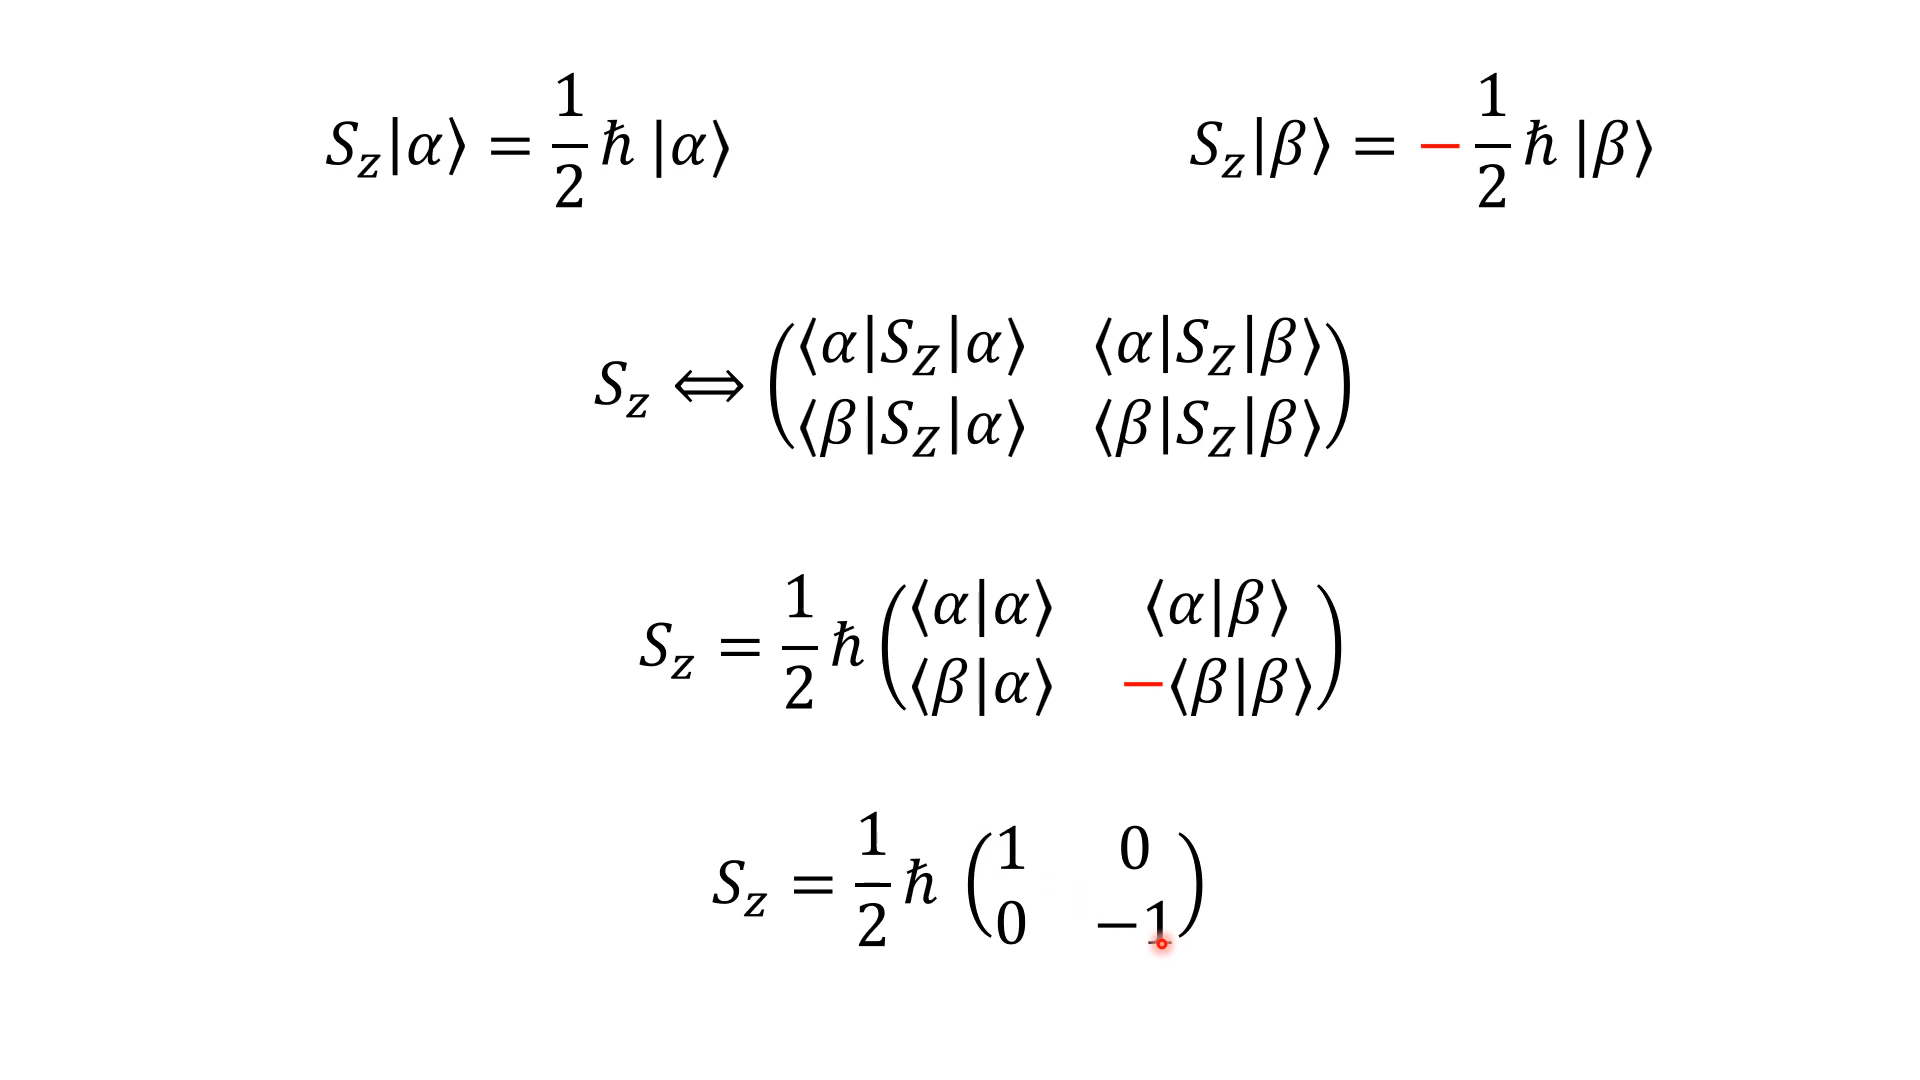 S_z|α⟩ = 1/2 ℏ |α⟩    S_z|β⟩ = − 1/2 ℏ |β⟩
S_z ⟺ (⟨α|S_Z|α⟩ ⟨α|S_Z|β⟩
⟨β|S_Z|α⟩ ⟨β|S_Z|β⟩)
S_z = 1/2 ℏ (⟨α|α⟩ ⟨α|β⟩
⟨β|α⟩ −⟨β|β⟩)
S_z = 1/2 ℏ (1 0
0 −1)